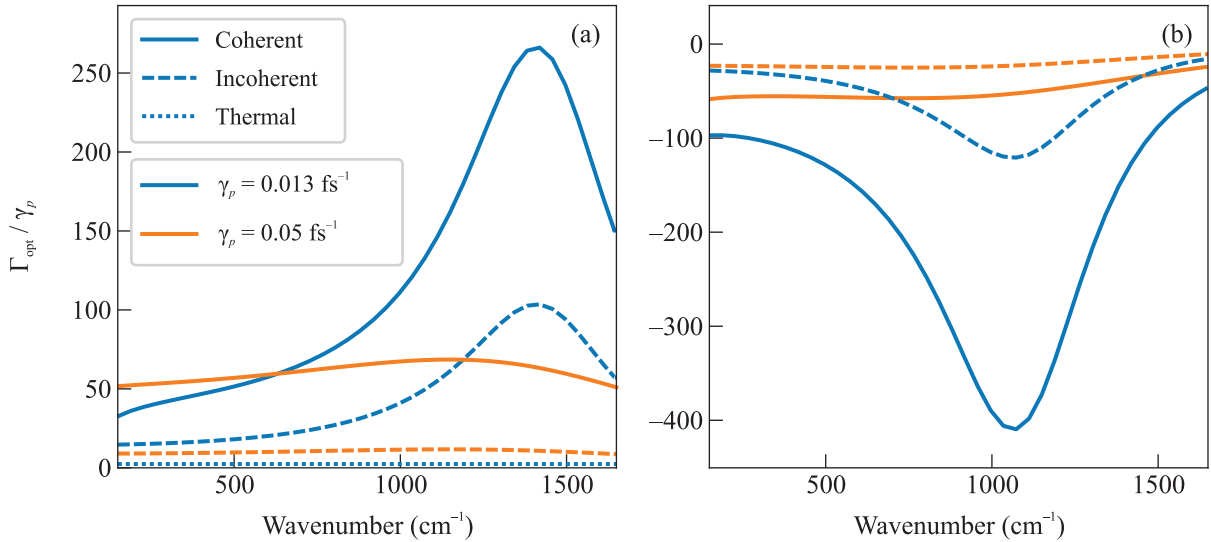 (a)
Coherent
Incoherent
Thermal
γₚ = 0.013 fs⁻¹
γₚ = 0.05 fs⁻¹
250
200
150
100
50
0
500
1000
1500
Γopt / γₚ
Wavenumber (cm⁻¹)
(b)
0
−100
−200
−300
−400
500
1000
1500
Wavenumber (cm⁻¹)